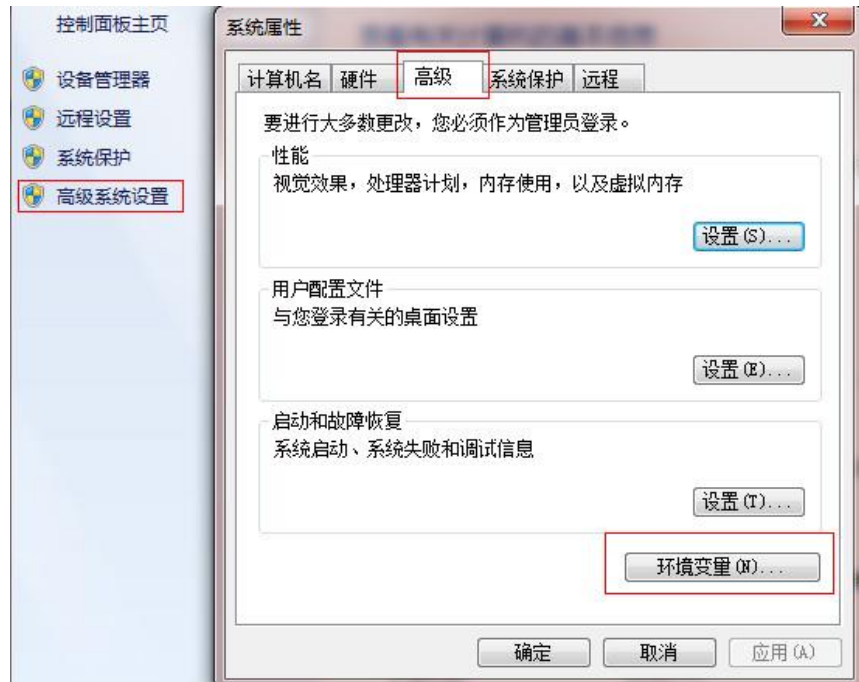 控制面板主页
设备管理器
远程设置
系统保护
高级系统设置
系统属性
计算机名 硬件 高级 系统保护 远程
要进行大多数更改，您必须作为管理员登录。
性能
视觉效果，处理器计划，内存使用，以及虚拟内存
设置(S)...
用户配置文件
与您登录有关的桌面设置
设置(E)...
启动和故障恢复
系统启动、系统失败和调试信息
设置(T)...
环境变量(N)...
确定 取消 应用(A)